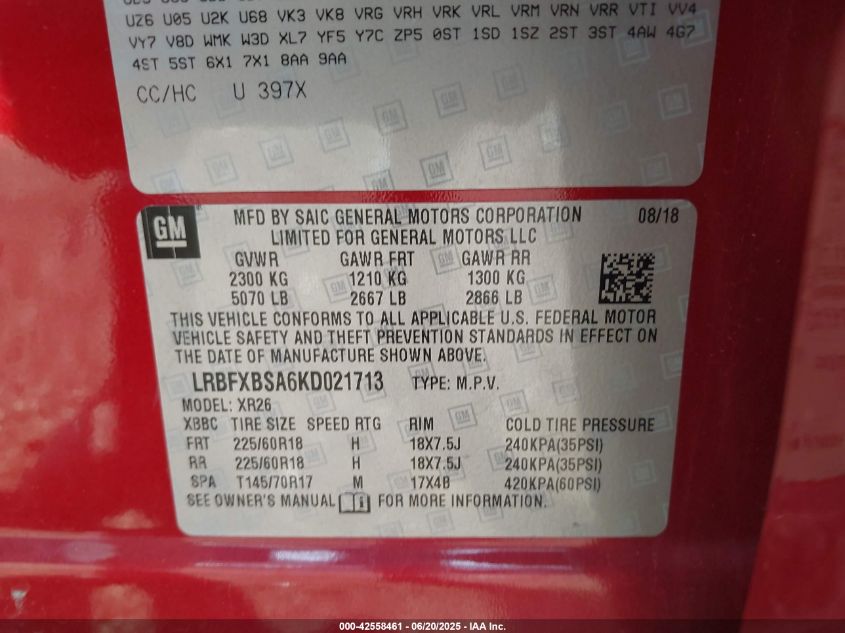 UZ6 U05 U2K U68 VK3 VK8 VRG VRH VRK VRL VRM VRN VRR VTI VV4
VY7 V8D WMK W3D XL7 YF5 Y7C ZP5 0ST 1SD 1SZ 2ST 3ST 4AW 4G7
4ST 5ST 6X1 7X1 8AA 9AA
CC/HC U 397X
GM MFD BY SAIC GENERAL MOTORS CORPORATION 08/18
LIMITED FOR GENERAL MOTORS LLC
GVWR GAWR FRT GAWR RR
2300 KG 1210 KG 1300 KG
5070 LB 2667 LB 2866 LB
THIS VEHICLE CONFORMS TO ALL APPLICABLE U.S. FEDERAL MOTOR
VEHICLE SAFETY AND THEFT PREVENTION STANDARDS IN EFFECT ON
THE DATE OF MANUFACTURE SHOWN ABOVE.
LRBFXBSA6KD021713 TYPE: M.P.V.
MODEL: XR26
XBBC TIRE SIZE SPEED RTG RIM COLD TIRE PRESSURE
FRT 225/60R18 H 18X7.5J 240KPA(35PSI)
RR 225/60R18 H 18X7.5J 240KPA(35PSI)
SPA T145/70R17 M 17X4B 420KPA(60PSI)
SEE OWNER'S MANUAL FOR MORE INFORMATION.
000-42558461 - 06/20/2025 - IAA Inc.